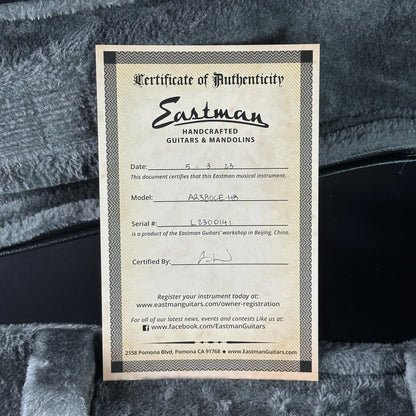 Certificate of Authenticity
Eastman
HANDCRAFTED
GUITARS & MANDOLINS
Date: 5 . 3 . 23
This document certifies that this Eastman musical instrument,
Model: AR380CE-HB
Serial #: L2300141
is a product of the Eastman Guitars' workshop in Beijing, China.
Certified By:
Register your instrument today at:
www.eastmanguitars.com/owner-registration
For all of our latest news, events and contests Like us at:
www.facebook.com/EastmanGuitars
2158 Pomona Blvd, Pomona CA 91768 ● www.EastmanGuitars.com